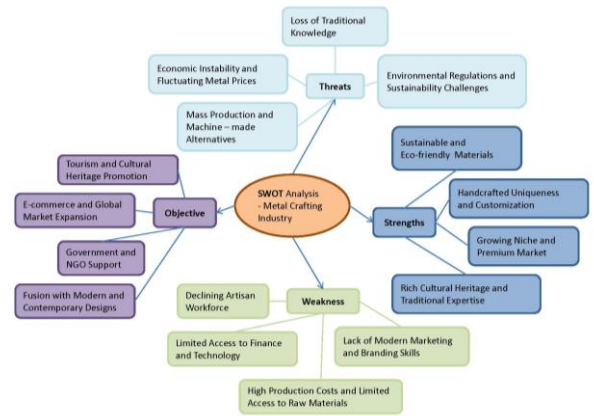 Loss of Traditional
Knowledge
Economic Instability and
Fluctuating Metal Prices
Threats
Environmental Regulations and
Sustainability Challenges
Mass Production and
Machine – made
Alternatives
Sustainable and
Eco-friendly Materials
Tourism and Cultural
Heritage Promotion
E-commerce and Global
Market Expansion
Objective
Government and
NGO Support
Fusion with Modern and
Contemporary Designs
SWOT Analysis
- Metal Crafting
Industry
Strengths
Handcrafted Uniqueness
and Customization
Growing Niche and
Premium Market
Rich Cultural Heritage and
Traditional Expertise
Declining Artisan
Workforce
Weakness
Limited Access to Finance
and Technology
Lack of Modern Marketing
and Branding Skills
High Production Costs and Limited
Access to Raw Materials